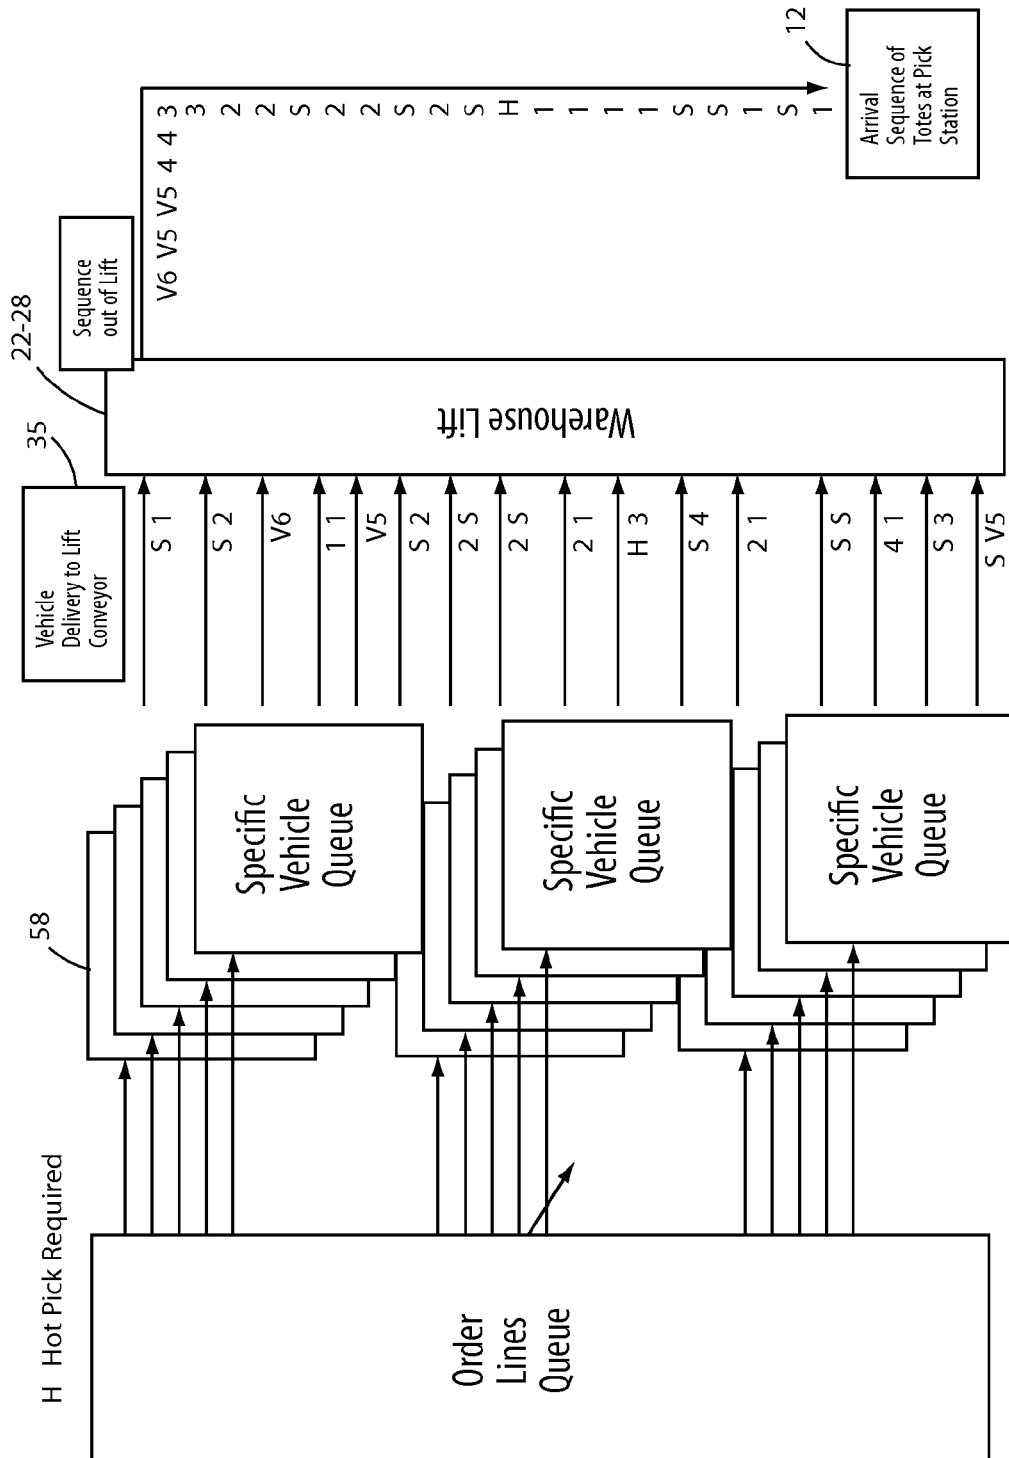 H Hot Pick Required
Order
Lines
Queue
58
Specific
Vehicle
Queue
Specific
Vehicle
Queue
Specific
Vehicle
Queue
Vehicle
Delivery to Lift
Conveyor
35
S 1
S 2
V6
1 1
V5
S 2
2 S
2 S
2 1
H 3
S 4
2 1
S S
4 1
S 3
S V5
22-28
Warehouse Lift
Sequence
out of Lift
V6 V5 V5 4 4 3
3
2
2
S
2
2
S
2
S
H
1
1
1
1
S
S
1
S
1
12
Arrival
Sequence of
Totes at Pick
Station